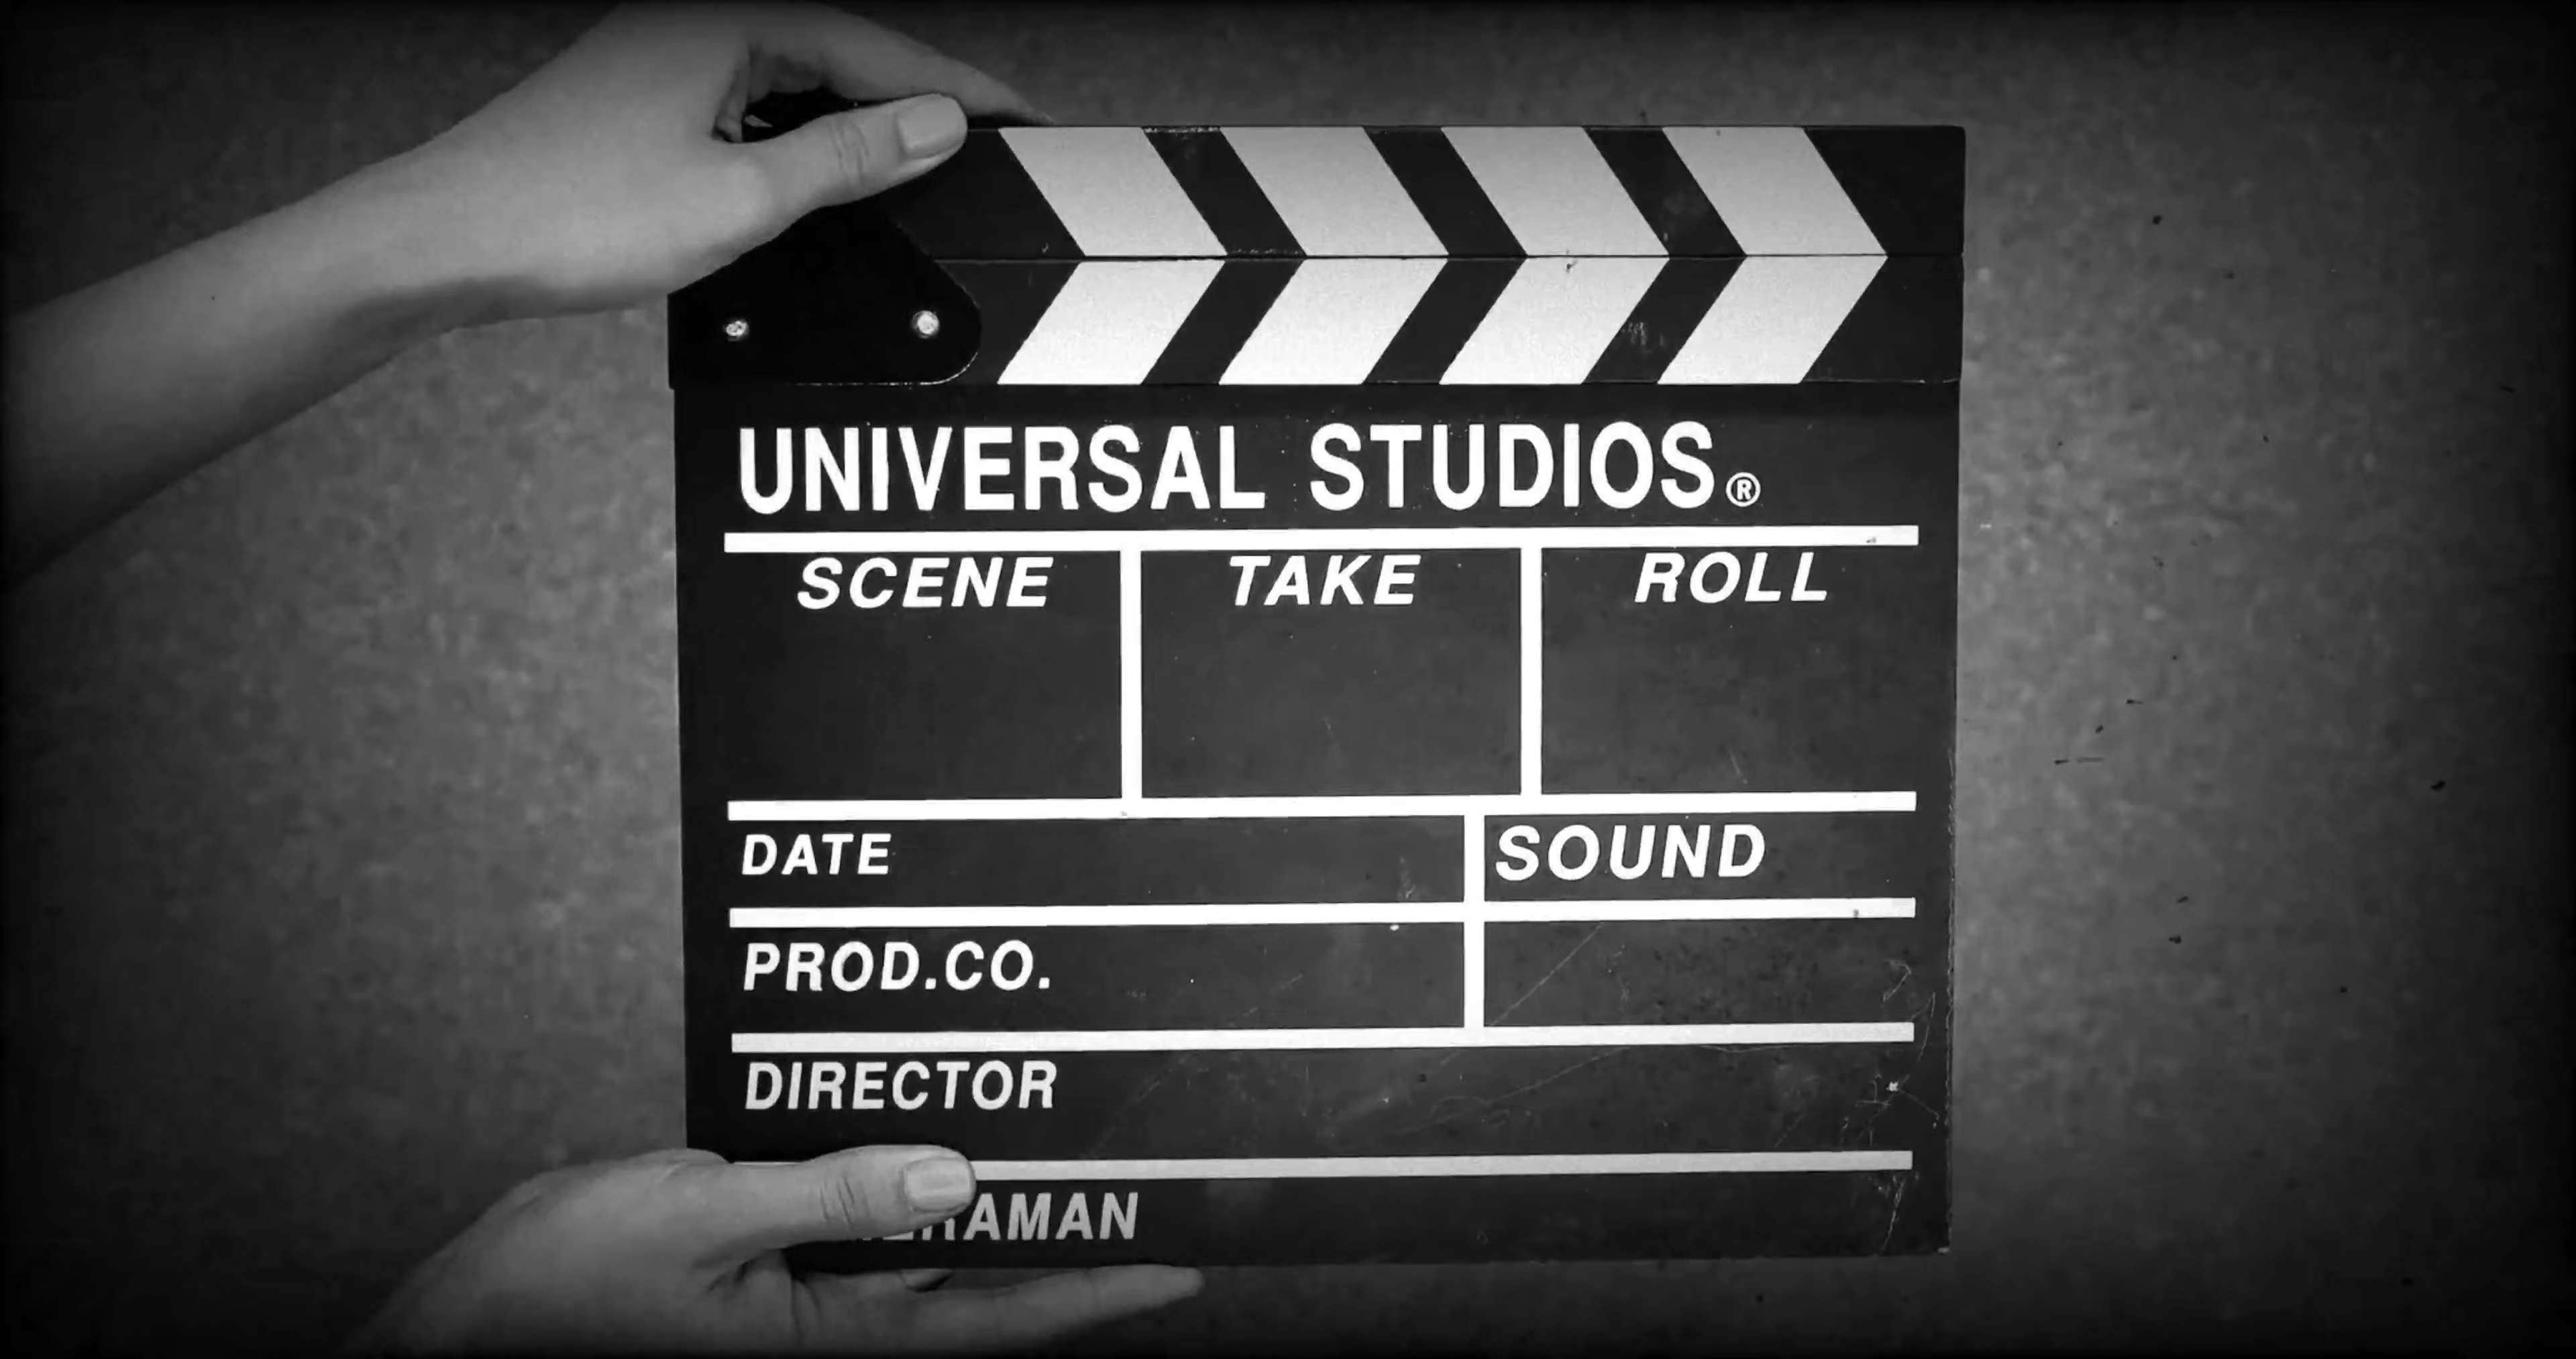 UNIVERSAL STUDIOS®
SCENE TAKE ROLL
DATE SOUND
PROD.CO.
DIRECTOR